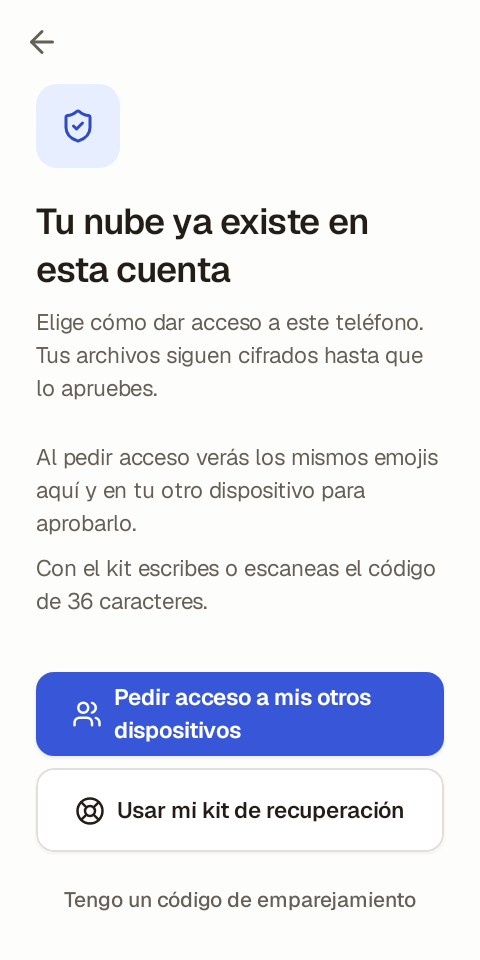 Tu nube ya existe en
esta cuenta
Elige cómo dar acceso a este teléfono.
Tus archivos siguen cifrados hasta que
lo apruebes.
Al pedir acceso verás los mismos emojis
aquí y en tu otro dispositivo para
aprobarlo.
Con el kit escribes o escaneas el código
de 36 caracteres.
Pedir acceso a mis otros
dispositivos
Usar mi kit de recuperación
Tengo un código de emparejamiento